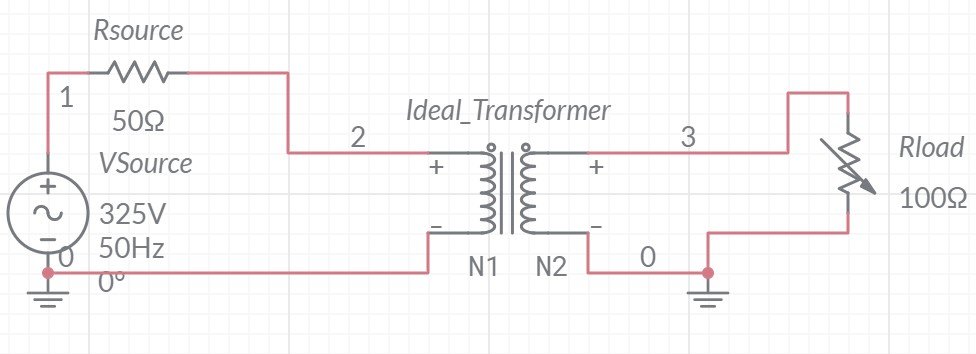 Rsource
1
50Ω
Ideal_Transformer
2
3
VSource
+
+
Rload
325V
100Ω
50Hz
0
0°
N1
N2
0
+
−
−
−